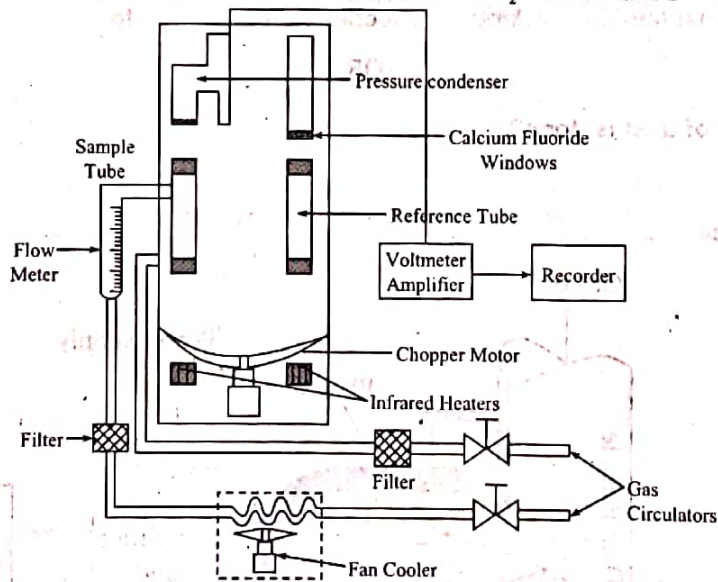 Pressure condenser
Calcium Fluoride
Windows
Sample
Tube
Reference Tube
Flow
Meter
Voltmeter
Amplifier
Recorder
Chopper Motor
Infrared Heaters
Filter
Filter
Gas
Circulators
Fan Cooler